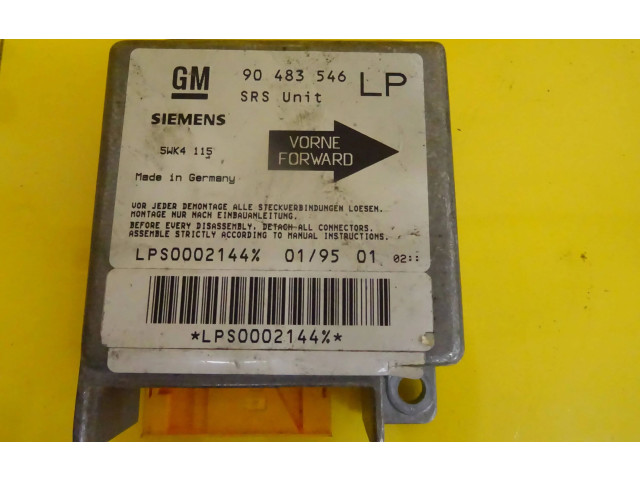 GM 90 483 546 LP
SRS Unit
SIEMENS
5WK4 115
VORNE
FORWARD
Made in Germany
VOR JEDER DEMONTAGE ALLE STECKVERBINDUNGEN LOESEN.
MONTAGE NUR NACH EINBAUANLEITUNG.
BEFORE EVERY DISASSEMBLY, DETACH ALL CONNECTORS.
ASSEMBLE STRICTLY ACCORDING TO MANUAL INSTRUCTIONS.
LPS0002144% 01/95 01 02::
*LPS0002144%*